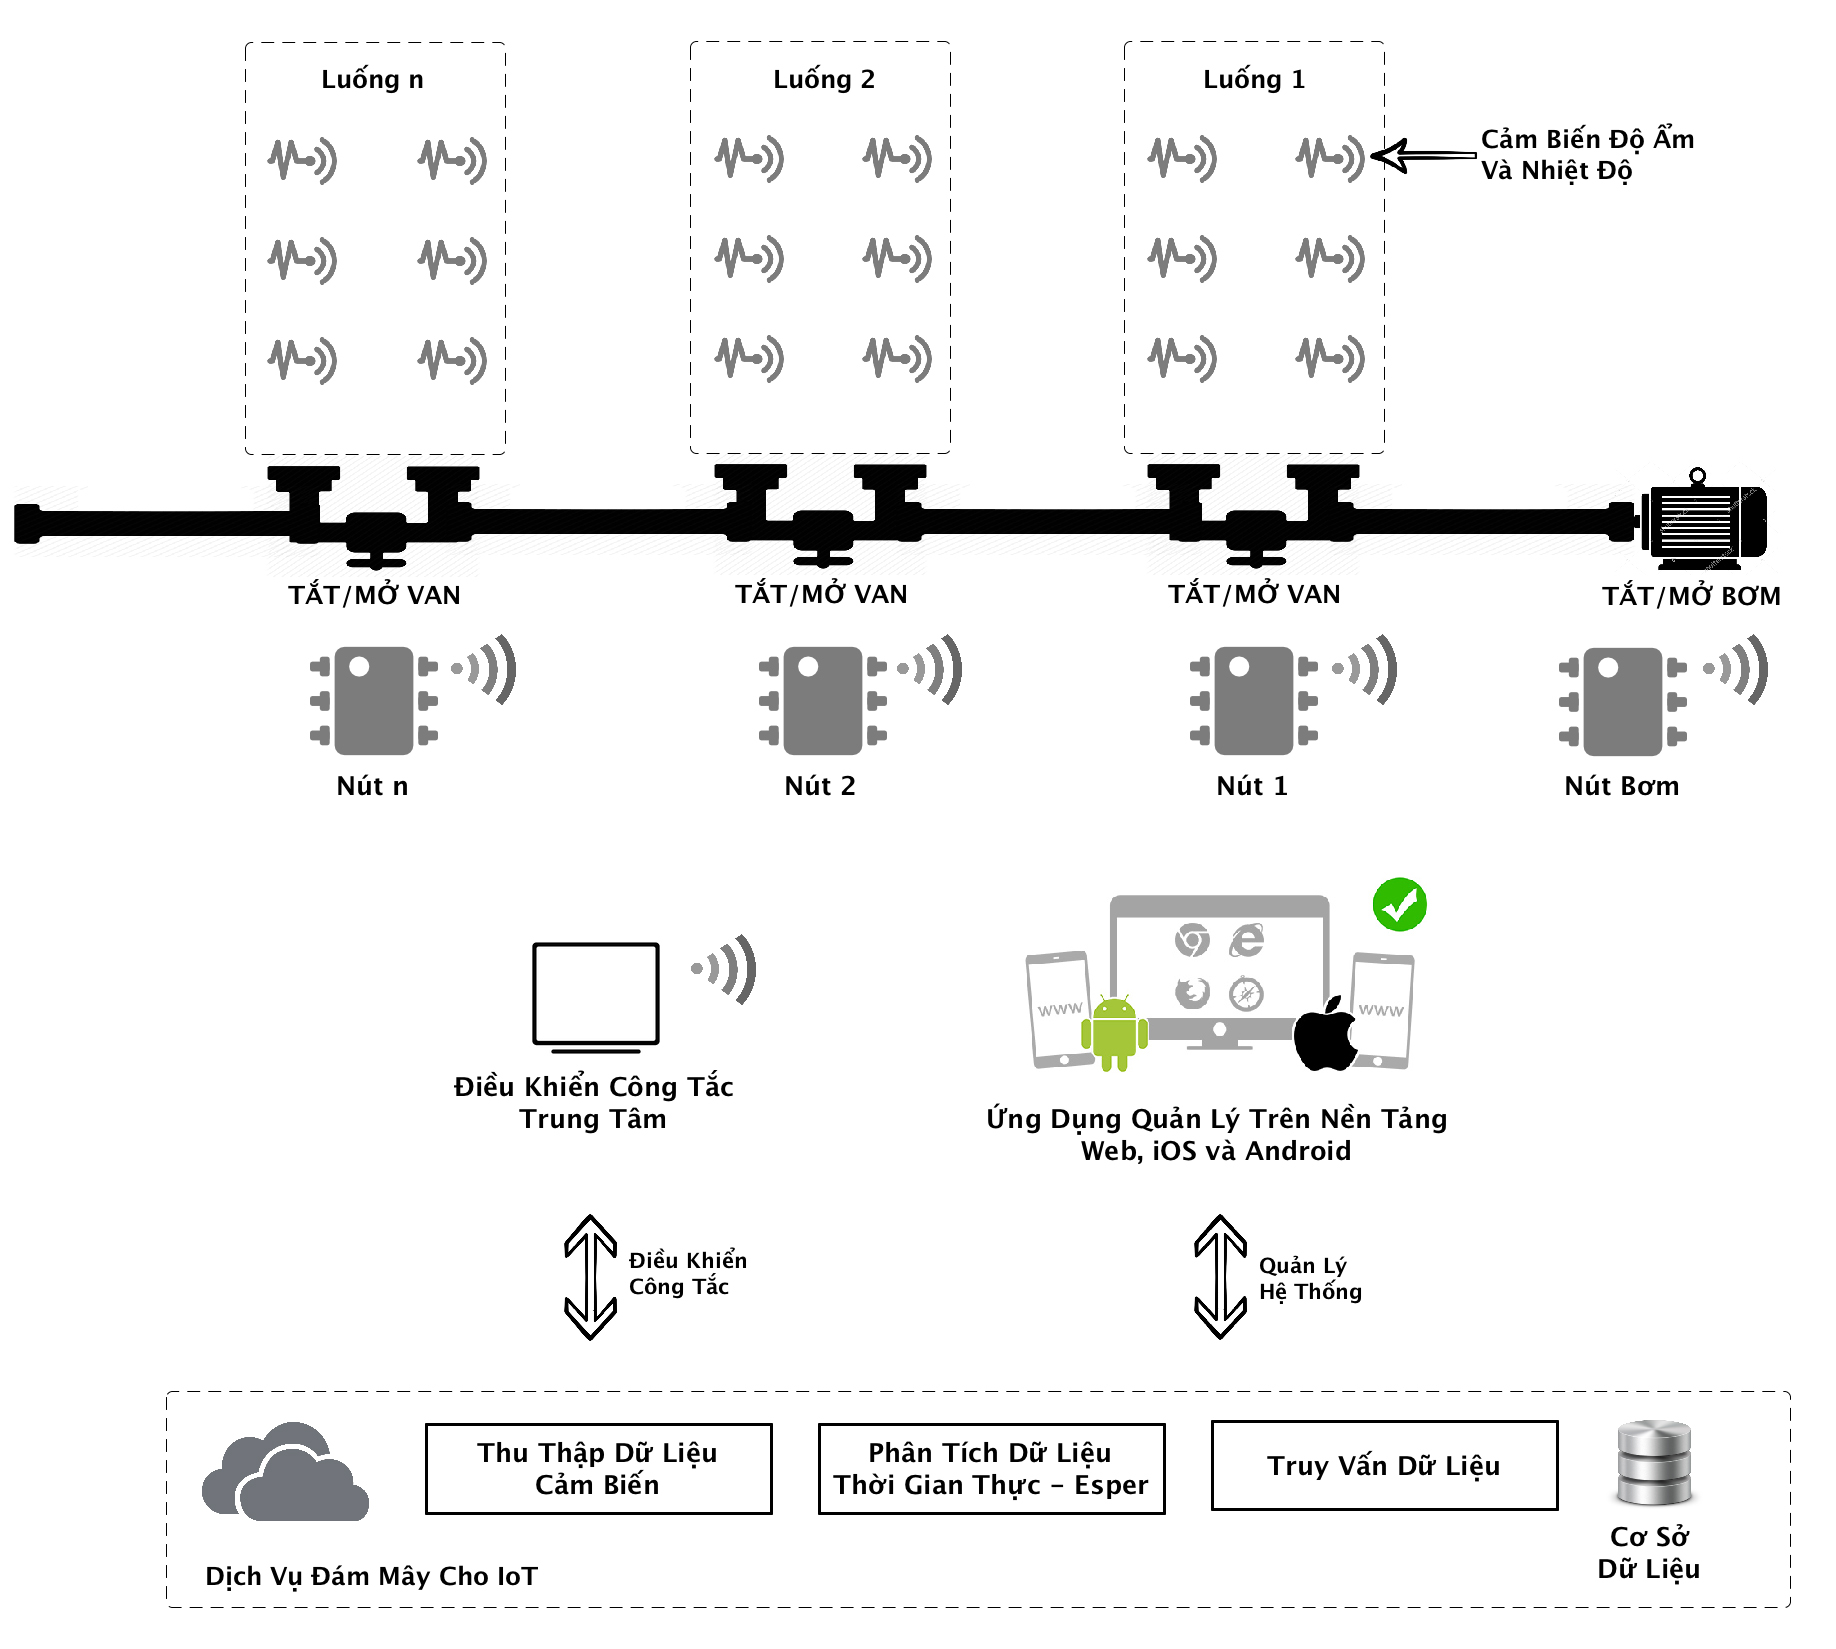 Luống n
Luống 2
Luống 1
Cảm Biến Độ Ẩm
Và Nhiệt Độ
TẮT/MỞ VAN
TẮT/MỞ VAN
TẮT/MỞ VAN
TẮT/MỞ BƠM
Nút n
Nút 2
Nút 1
Nút Bơm
www
www
Điều Khiển Công Tắc
Trung Tâm
Ứng Dụng Quản Lý Trên Nền Tảng
Web, iOS và Android
Điều Khiển
Công Tắc
Quản Lý
Hệ Thống
Thu Thập Dữ Liệu
Cảm Biến
Phân Tích Dữ Liệu
Thời Gian Thực - Esper
Truy Vấn Dữ Liệu
Cơ Sở
Dữ Liệu
Dịch Vụ Đám Mây Cho IoT